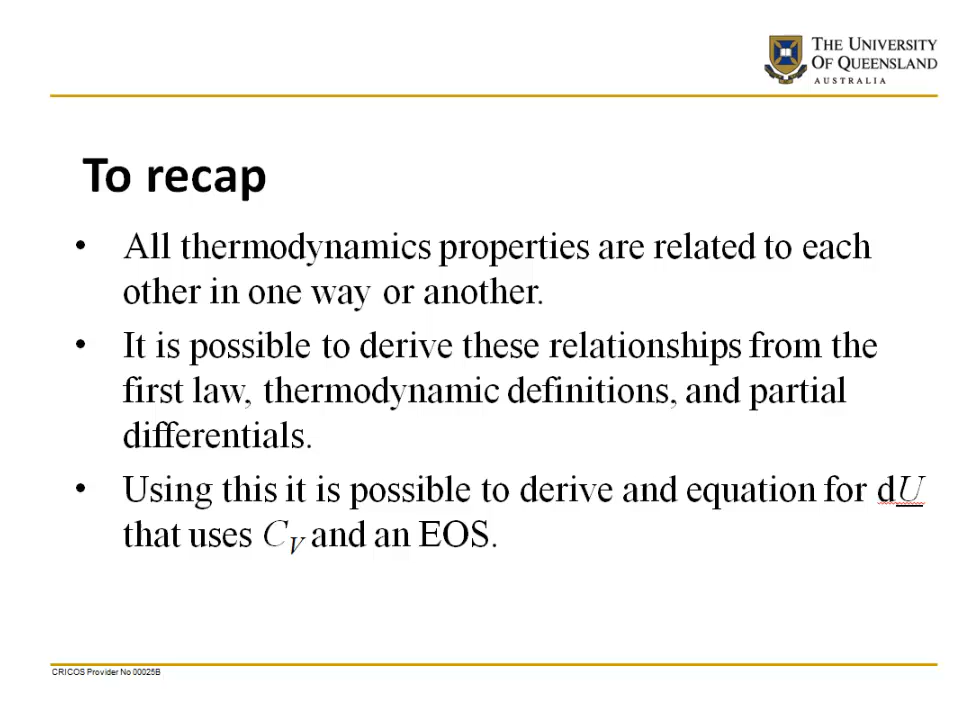 THE UNIVERSITY
OF QUEENSLAND
AUSTRALIA
To recap
• All thermodynamics properties are related to each
other in one way or another.
• It is possible to derive these relationships from the
first law, thermodynamic definitions, and partial
differentials.
• Using this it is possible to derive and equation for dU
that uses C_V and an EOS.
CRICOS Provider No 00025B